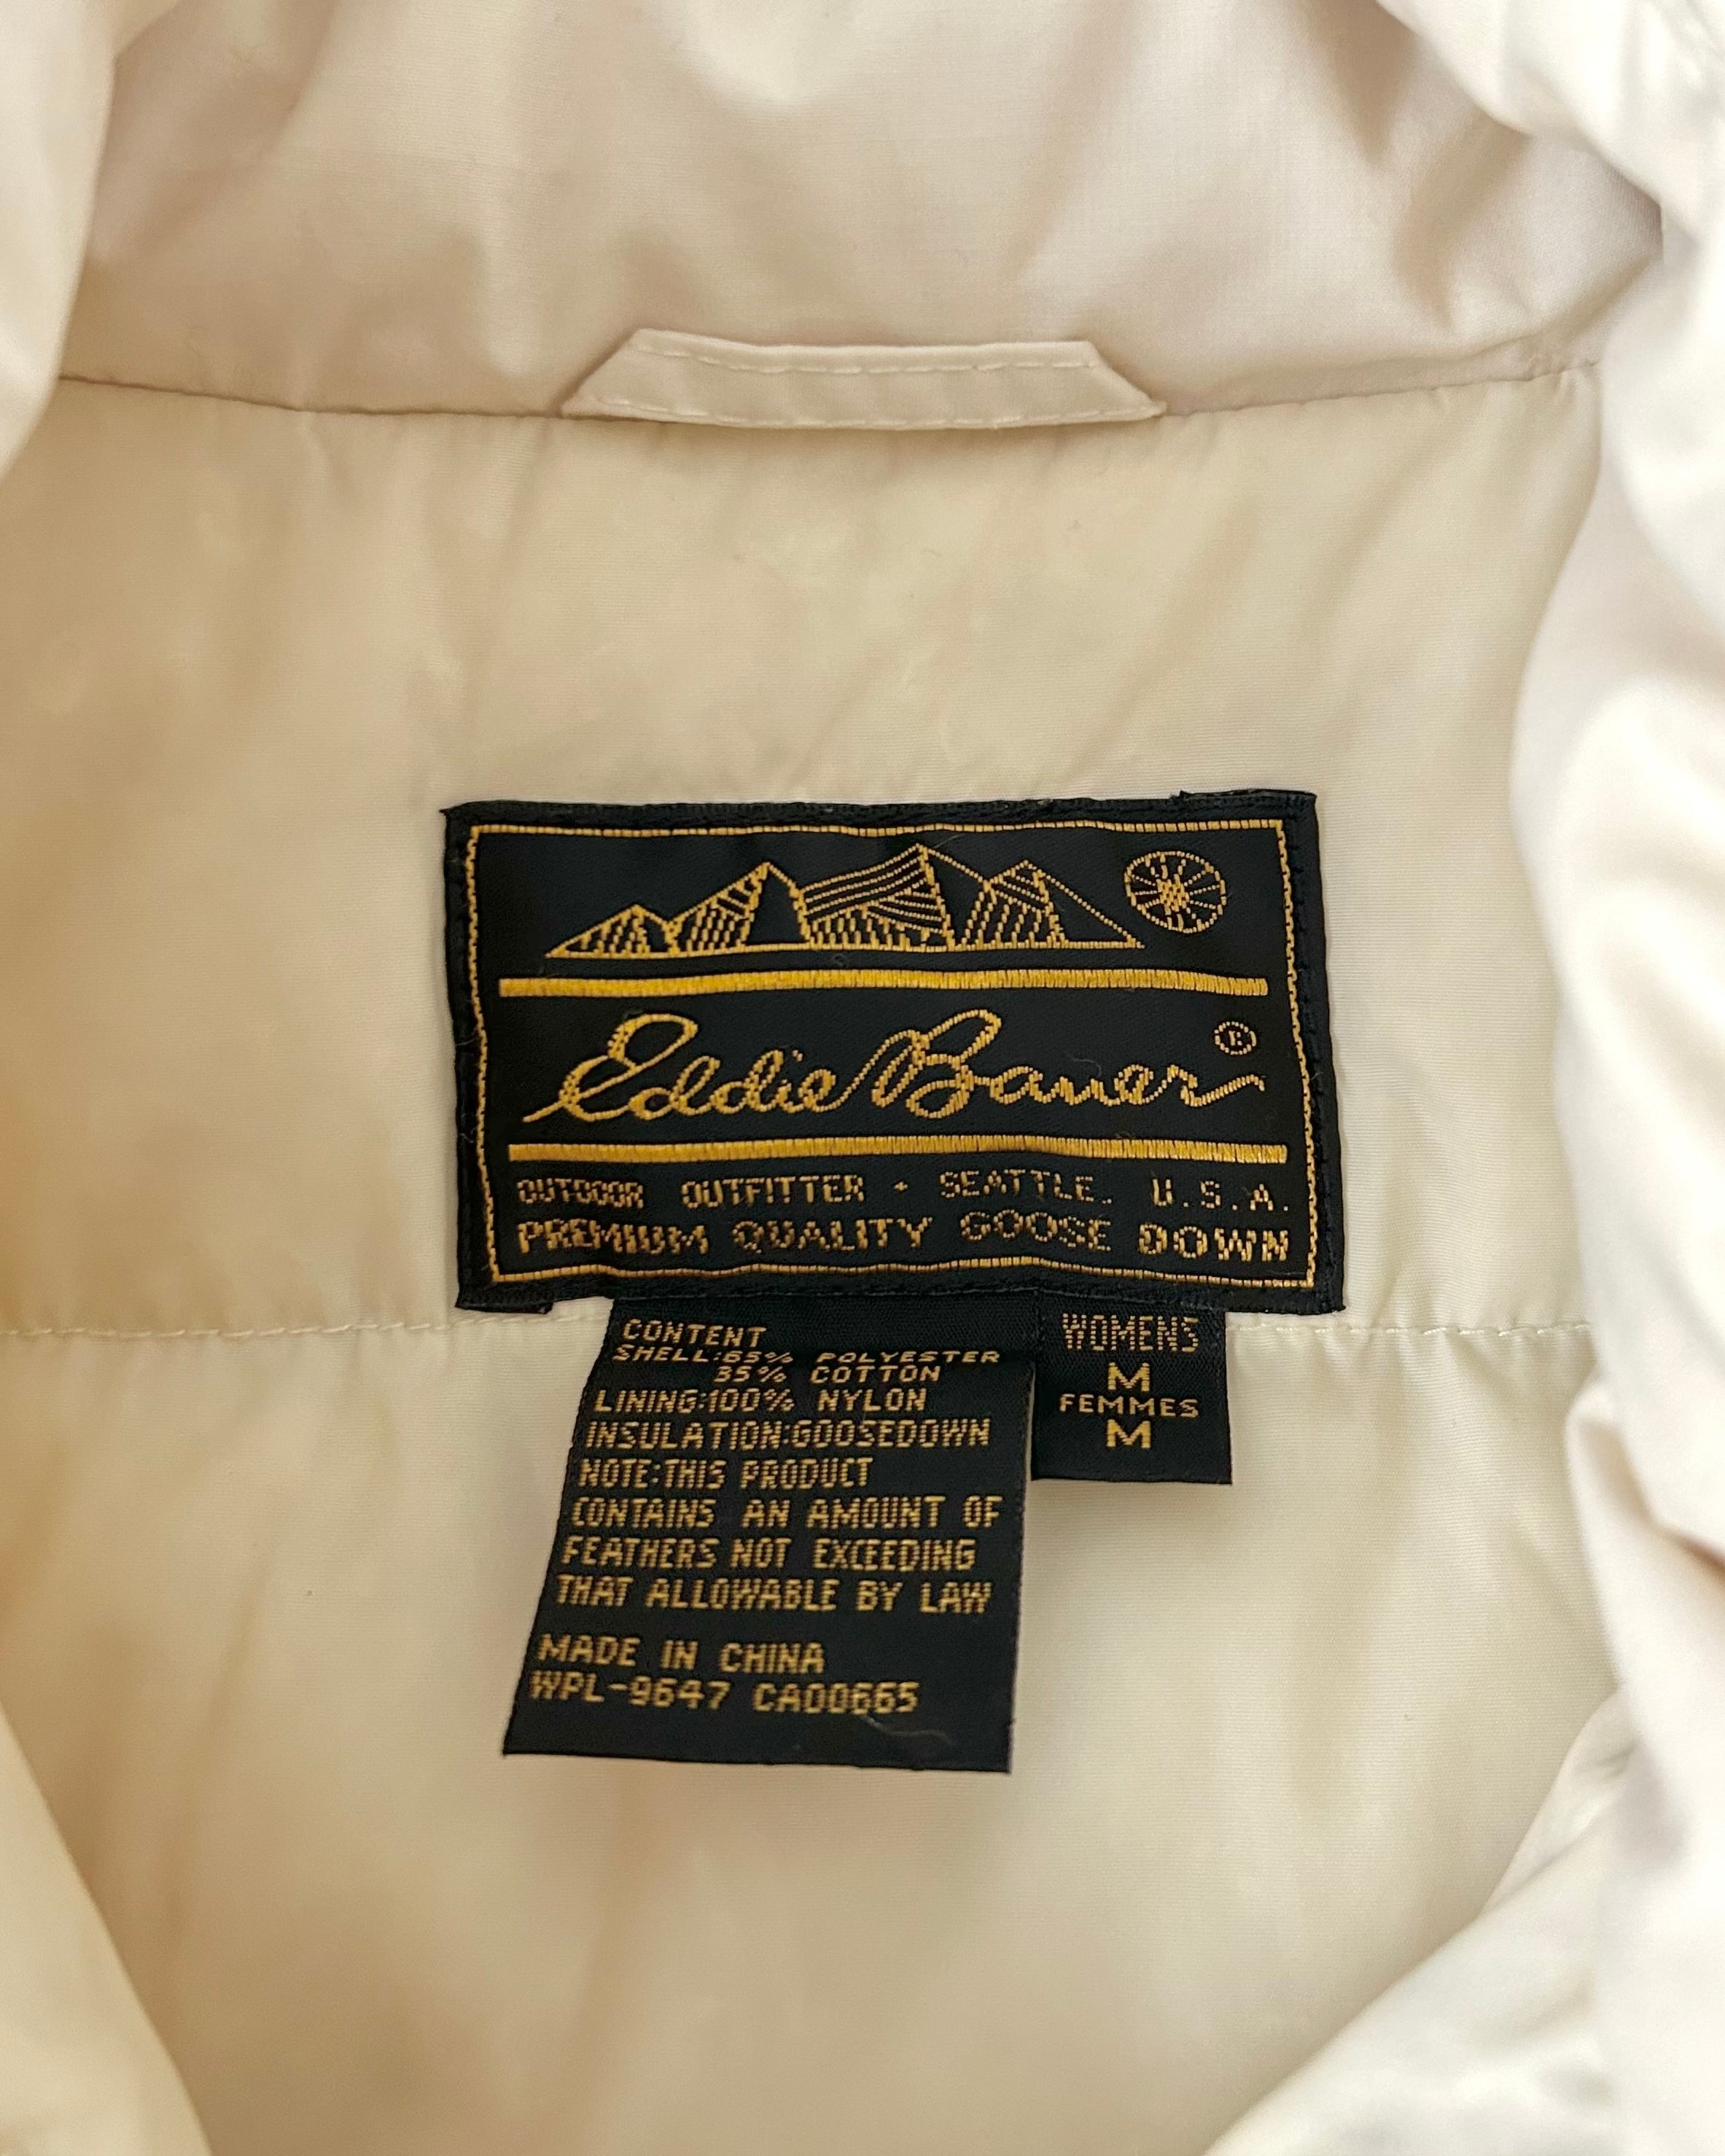 Eddie Bauer ®
OUTDOOR OUTFITTER • SEATTLE, U.S.A.
PREMIUM QUALITY GOOSE DOWN
CONTENT
SHELL:65% POLYESTER
35% COTTON
LINING:100% NYLON
INSULATION:GOOSEDOWN
NOTE:THIS PRODUCT
CONTAINS AN AMOUNT OF
FEATHERS NOT EXCEEDING
THAT ALLOWABLE BY LAW
MADE IN CHINA
WPL-9647 CA00665
WOMENS
M
FEMMES
M